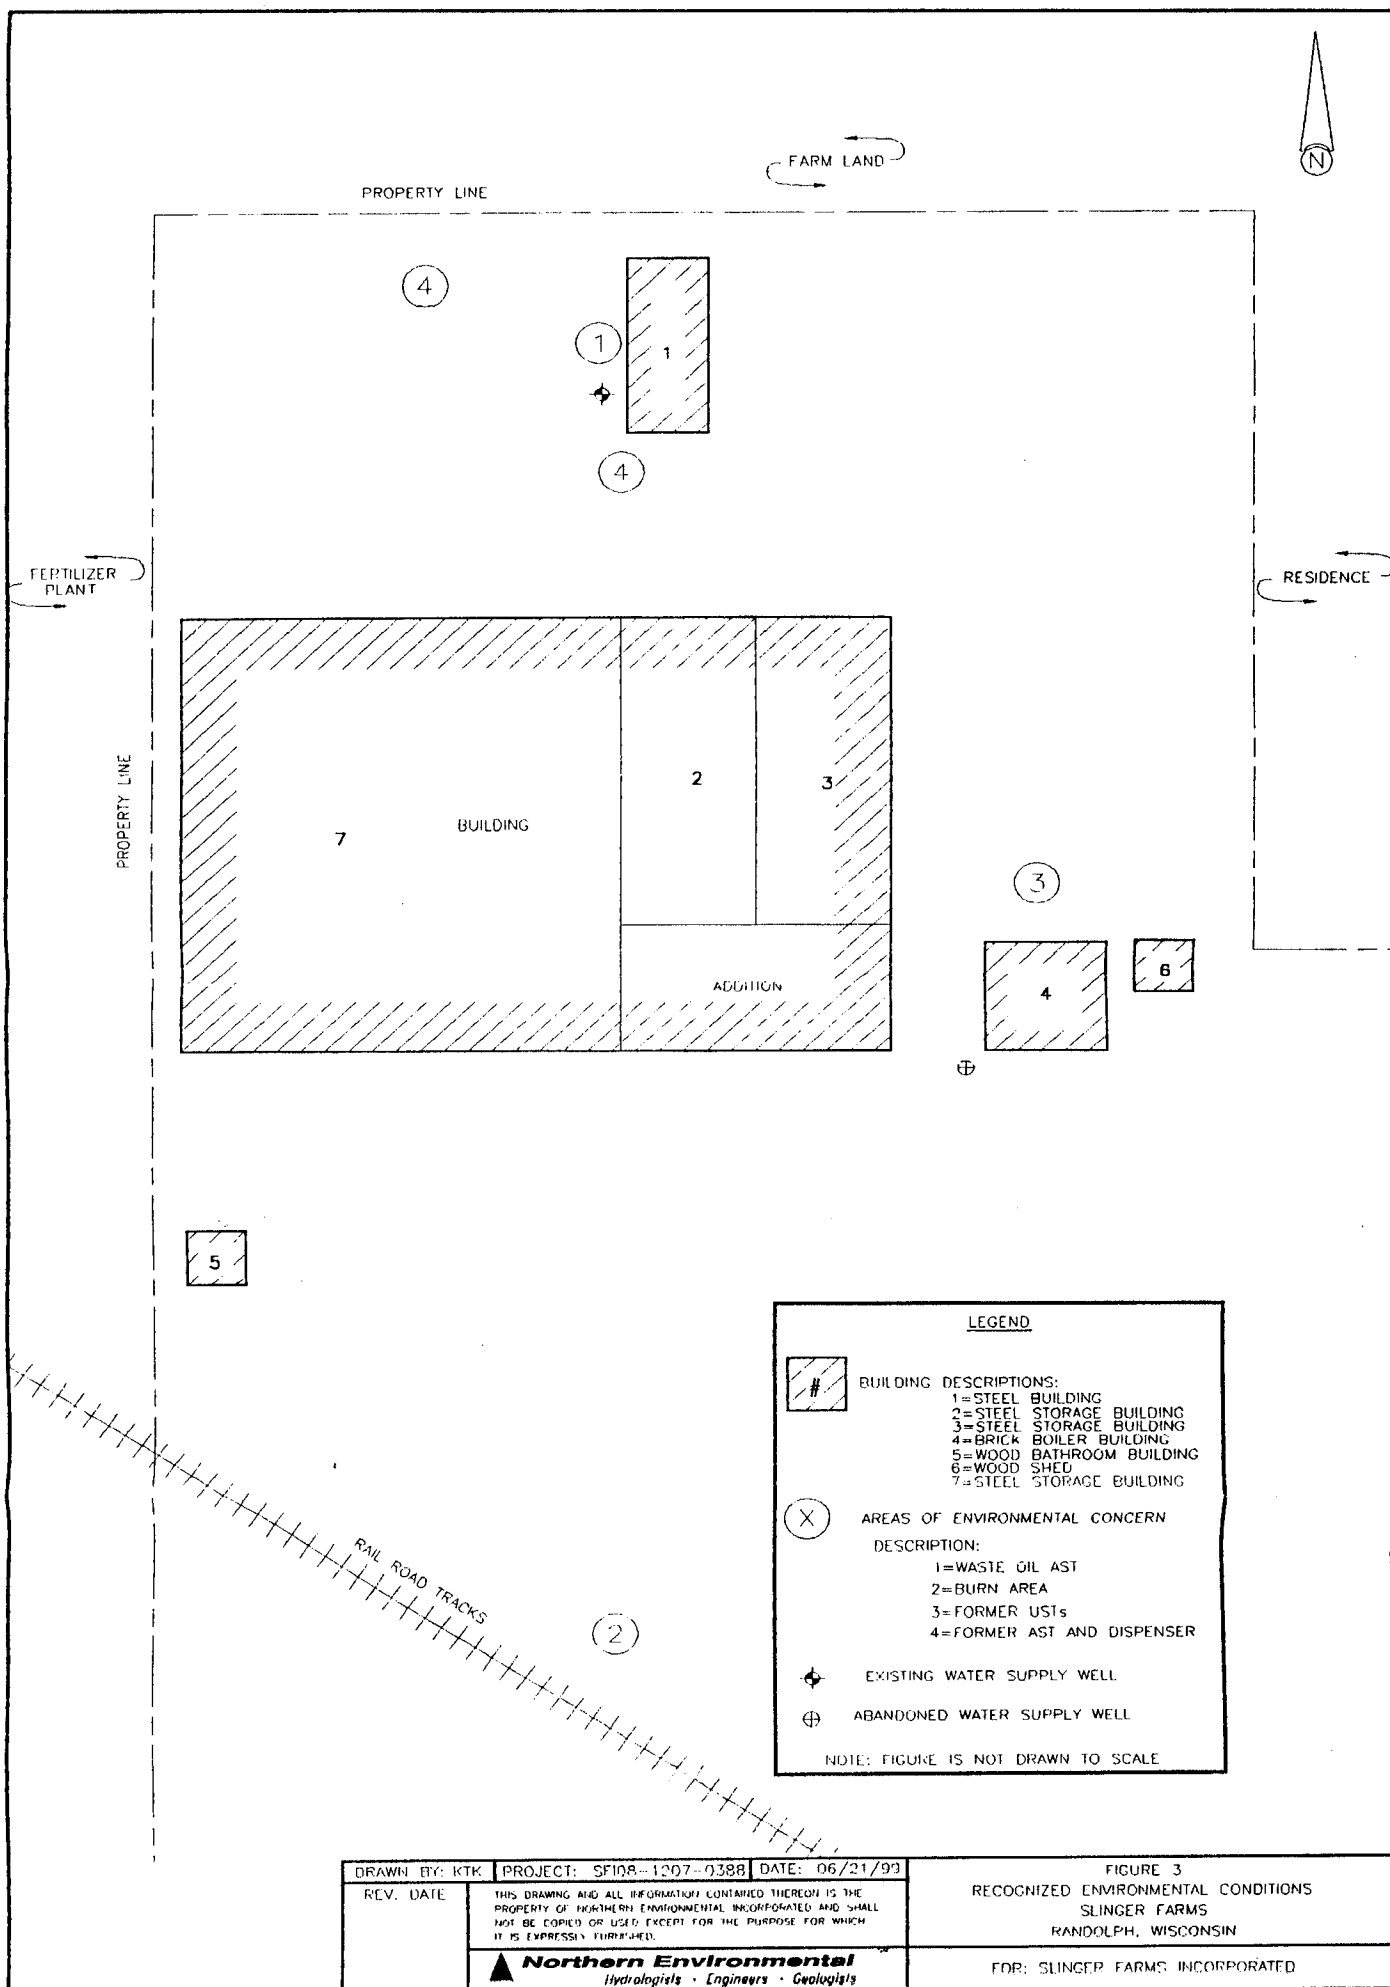 N
FARM LAND
PROPERTY LINE
4
1
1
4
FERTILIZER
PLANT
RESIDENCE
PROPERTY LINE
2
3
7
BUILDING
3
ADDITION
4
6
5
LEGEND
# BUILDING DESCRIPTIONS:
1=STEEL BUILDING
2=STEEL STORAGE BUILDING
3=STEEL STORAGE BUILDING
4=BRICK BOILER BUILDING
5=WOOD BATHROOM BUILDING
6=WOOD SHED
7=STEEL STORAGE BUILDING
X AREAS OF ENVIRONMENTAL CONCERN
DESCRIPTION:
1=WASTE OIL AST
2=BURN AREA
3=FORMER USTs
4=FORMER AST AND DISPENSER
EXISTING WATER SUPPLY WELL
ABANDONED WATER SUPPLY WELL
NOTE: FIGURE IS NOT DRAWN TO SCALE
RAIL ROAD TRACKS
2
DRAWN BY: KTK PROJECT: SFI08-1207-0388 DATE: 06/21/99
REV. DATE
THIS DRAWING AND ALL INFORMATION CONTAINED THEREON IS THE
PROPERTY OF NORTHERN ENVIRONMENTAL INCORPORATED AND SHALL
NOT BE COPIED OR USED EXCEPT FOR THE PURPOSE FOR WHICH
IT IS EXPRESSLY FURNISHED.
Northern Environmental
Hydrologists · Engineers · Geologists
FIGURE 3
RECOGNIZED ENVIRONMENTAL CONDITIONS
SLINGER FARMS
RANDOLPH, WISCONSIN
FOR: SLINGER FARMS INCORPORATED